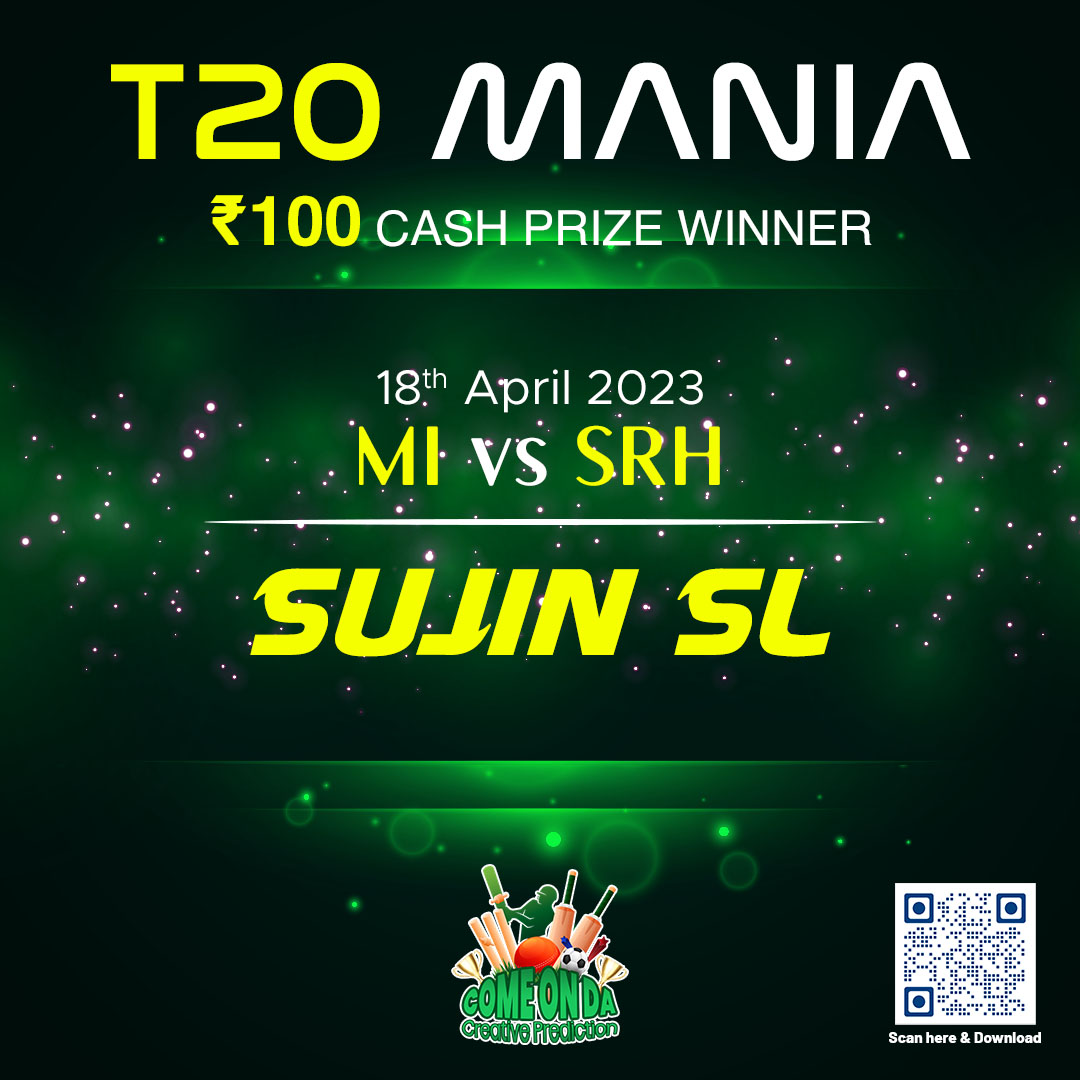 T20 MANIA
₹100 CASH PRIZE WINNER
18th April 2023
MI vs SRH
SUJIN SL
COME ON DA
Creative Prediction
Scan here & Download